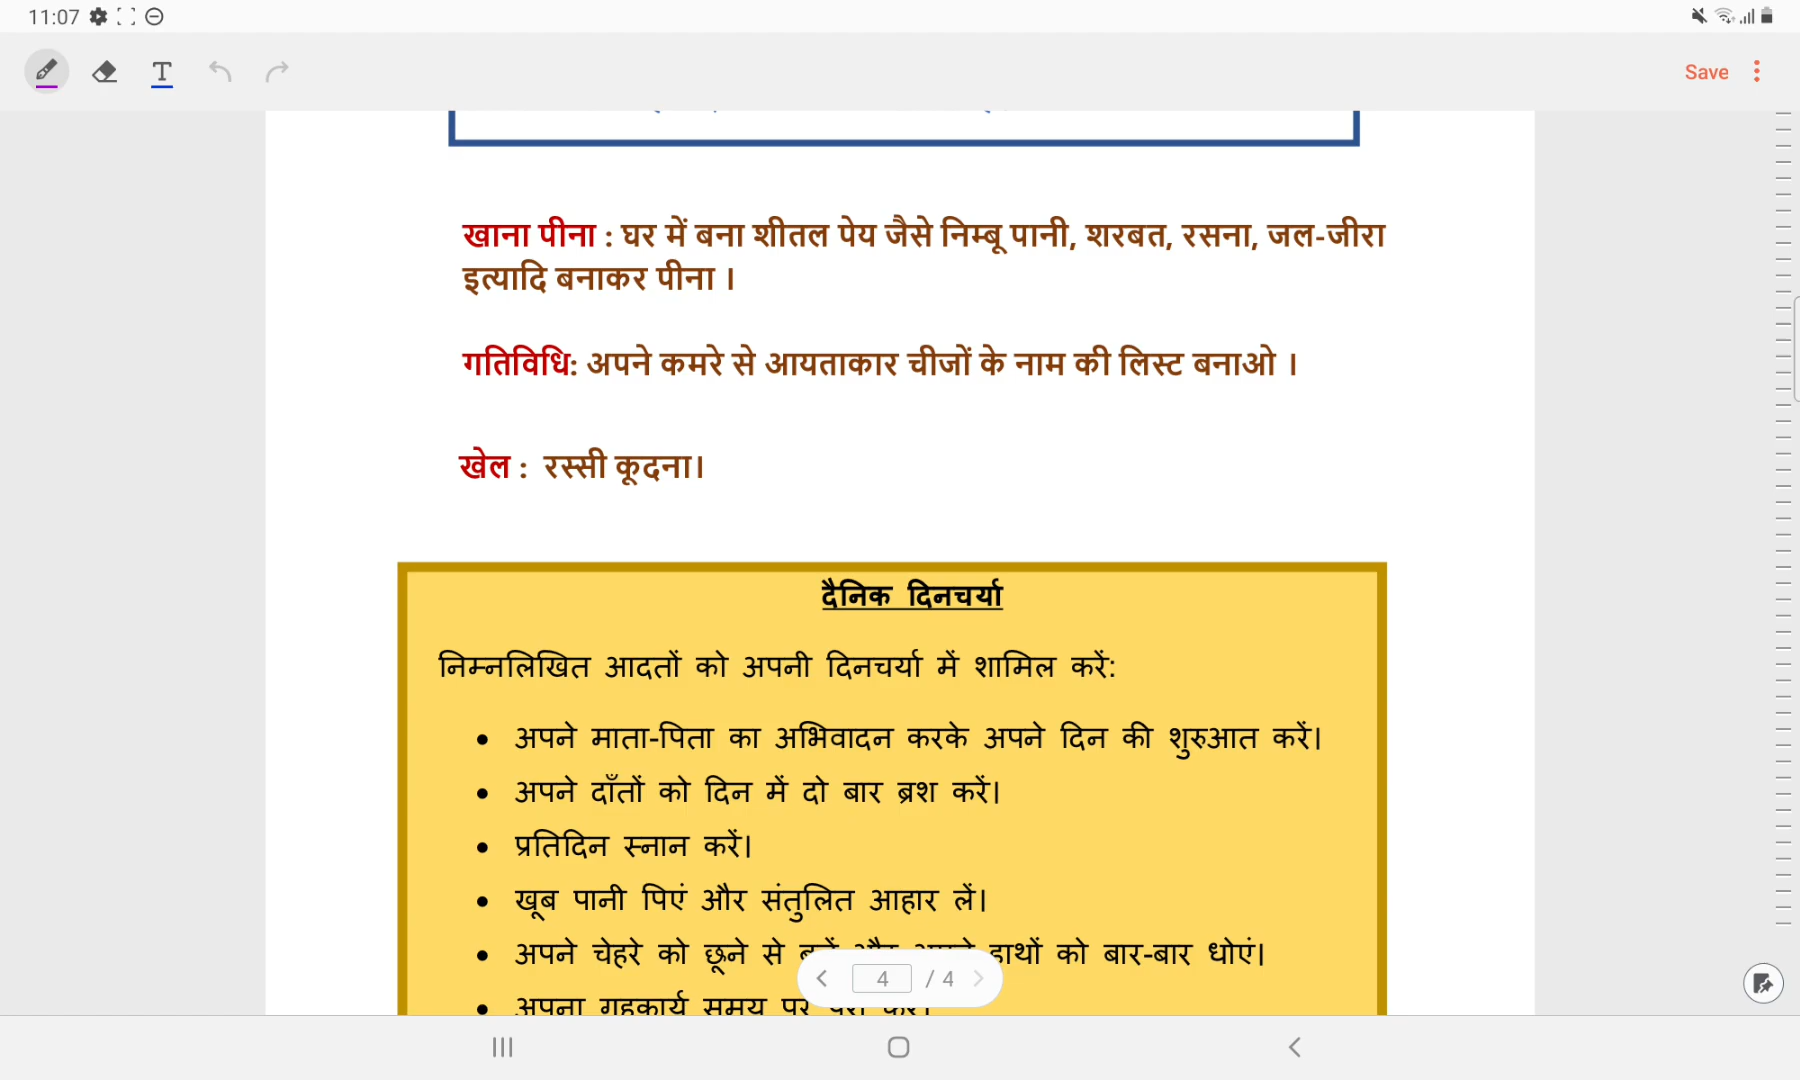 11:07
T
Save
खाना पीना : घर में बना शीतल पेय जैसे निम्बू पानी, शरबत, रसना, जल-जीरा
इत्यादि बनाकर पीना ।
गतिविधि: अपने कमरे से आयताकार चीजों के नाम की लिस्ट बनाओ ।
खेल : रस्सी कूदना।
दैनिक दिनचर्या
निम्नलिखित आदतों को अपनी दिनचर्या में शामिल करें:
• अपने माता-पिता का अभिवादन करके अपने दिन की शुरुआत करें।
• अपने दाँतों को दिन में दो बार ब्रश करें।
• प्रतिदिन स्नान करें।
• खूब पानी पिएं और संतुलित आहार लें।
• अपने चेहरे को छूने से और हाथों को बार-बार धोएं।
• अपना गृहकार्य समय पर
4 / 4